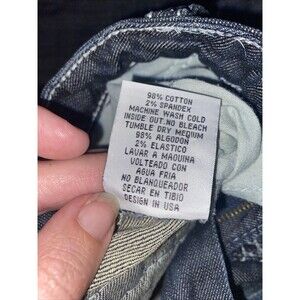 98% COTTON
2% SPANDEX
MACHINE WASH COLD
INSIDE OUT.NO BLEACH
TUMBLE DRY MEDIUM
98% ALGODON
2% ELASTICO
LAVAR A MAQUINA
VOLTEADO CON
AGUA FRIA
NO BLANQUEADOR
SECAR EN TIBIO
DESIGN IN USA